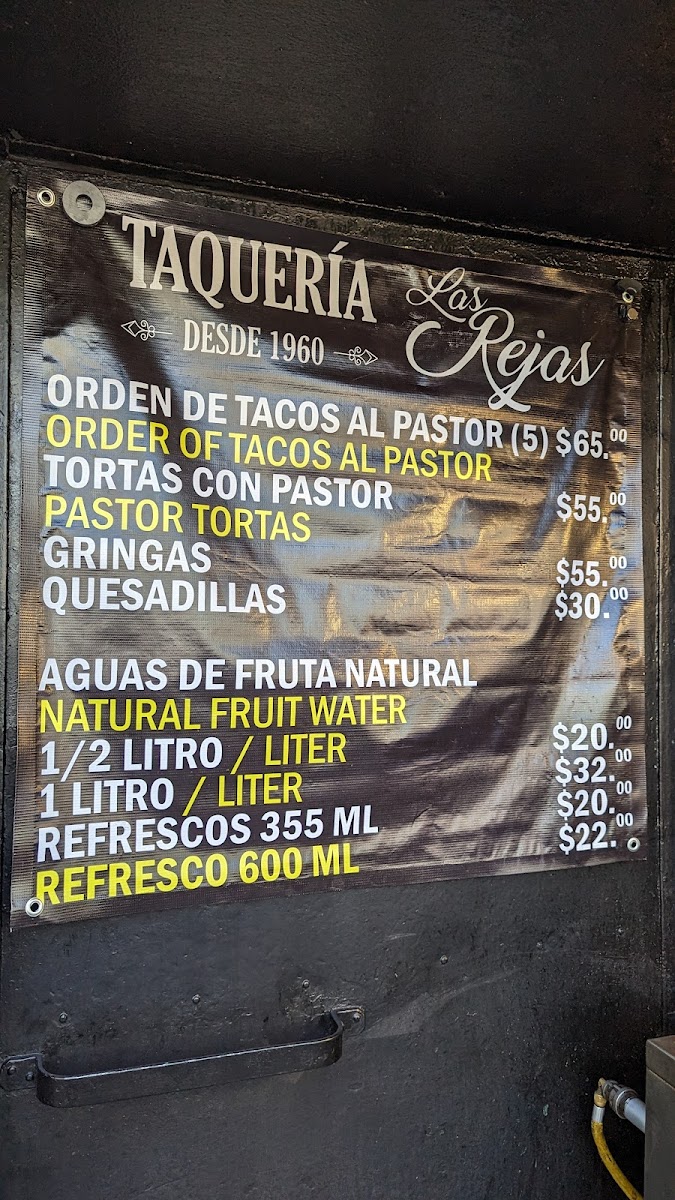 TAQUERÍA Las Rejas
DESDE 1960
ORDEN DE TACOS AL PASTOR (5) $65.00
ORDER OF TACOS AL PASTOR
TORTAS CON PASTOR $55.00
PASTOR TORTAS
GRINGAS $55.00
QUESADILLAS $30.00
AGUAS DE FRUTA NATURAL
NATURAL FRUIT WATER
1/2 LITRO / LITER $20.00
1 LITRO / LITER $32.00
REFRESCOS 355 ML $20.00
REFRESCO 600 ML $22.00